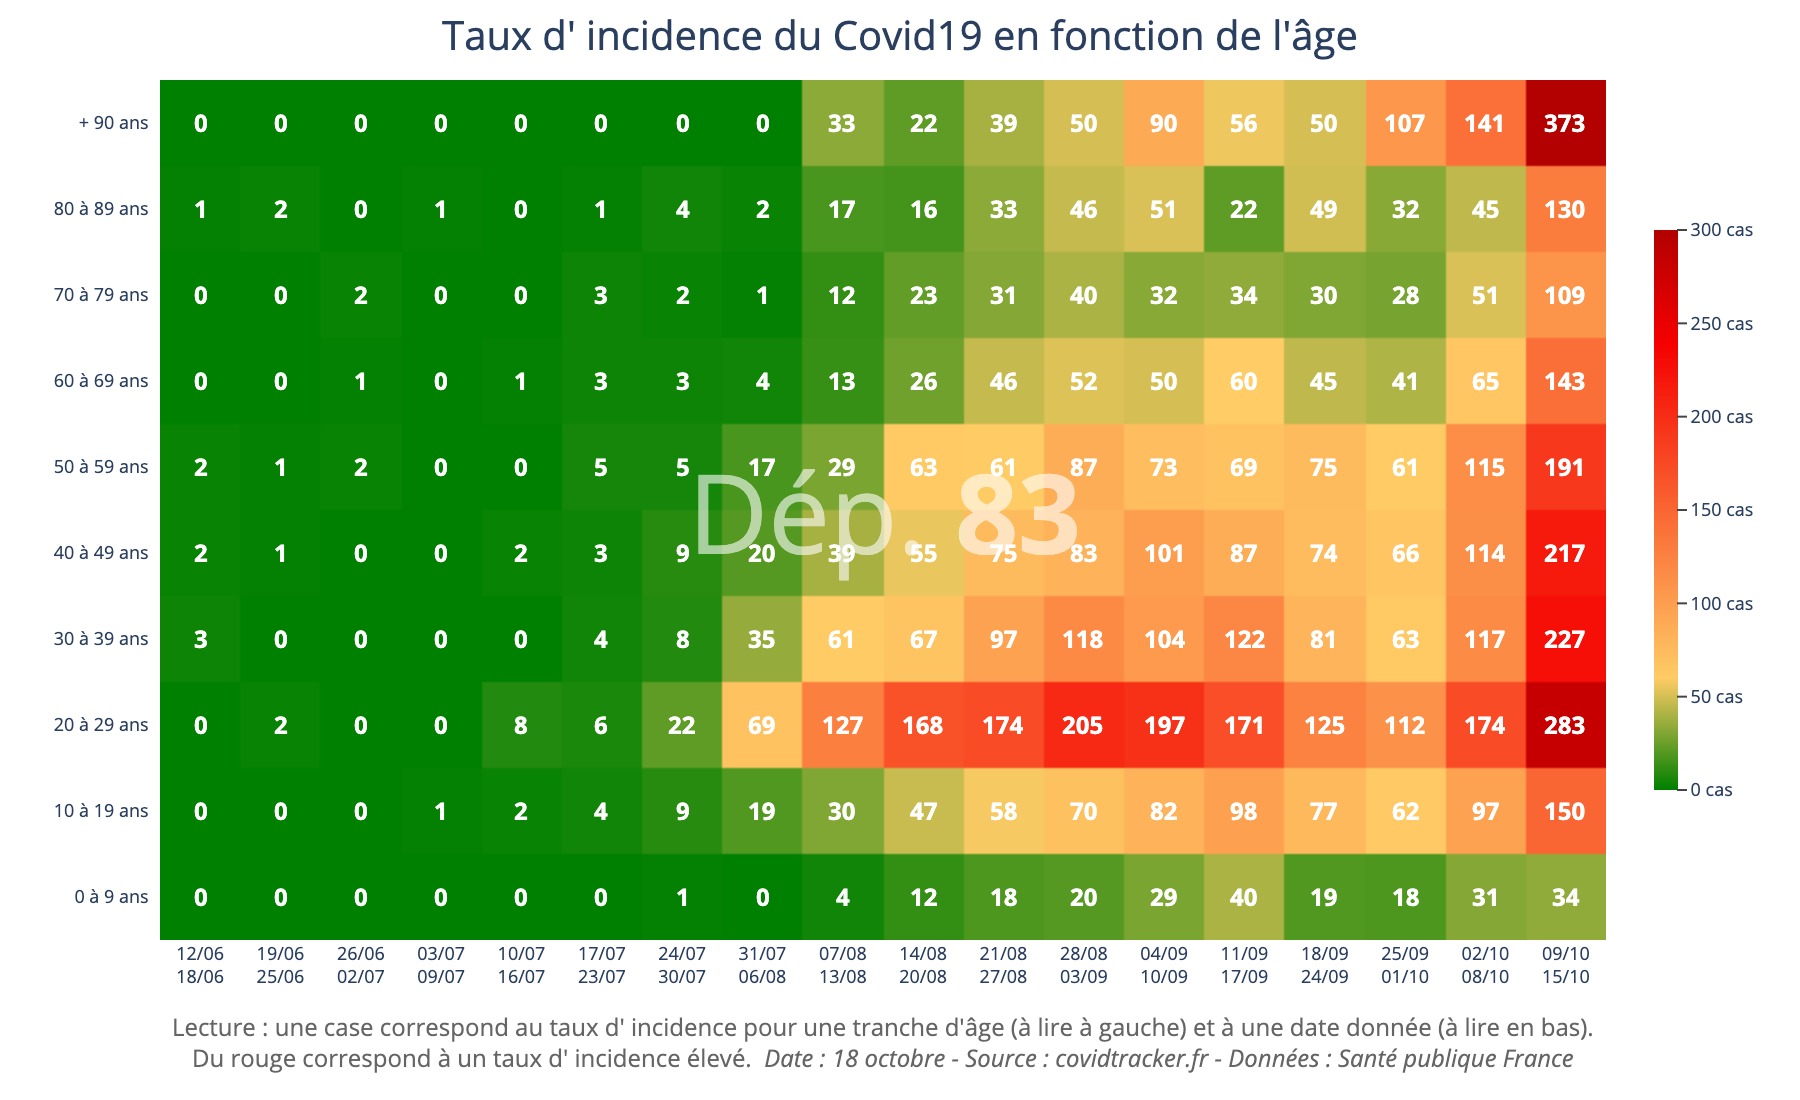 Taux d' incidence du Covid19 en fonction de l'âge
+ 90 ans 0 0 0 0 0 0 0 0 33 22 39 50 90 56 50 107 141 373
80 à 89 ans 1 2 0 1 0 1 4 2 17 16 33 46 51 22 49 32 45 130
70 à 79 ans 0 0 2 0 0 3 2 1 12 23 31 40 32 34 30 28 51 109
60 à 69 ans 0 0 1 0 1 3 3 4 13 26 46 52 50 60 45 41 65 143
50 à 59 ans 2 1 2 0 0 5 5 17 29 63 61 87 73 69 75 61 115 191
Dép. 83
40 à 49 ans 2 1 0 0 2 3 9 20 39 55 75 83 101 87 74 66 114 217
30 à 39 ans 3 0 0 0 0 4 8 35 61 67 97 118 104 122 81 63 117 227
20 à 29 ans 0 2 0 0 8 6 22 69 127 168 174 205 197 171 125 112 174 283
10 à 19 ans 0 0 0 1 2 4 9 19 30 47 58 70 82 98 77 62 97 150
0 à 9 ans 0 0 0 0 0 0 1 0 4 12 18 20 29 40 19 18 31 34
12/06 19/06 26/06 03/07 10/07 17/07 24/07 31/07 07/08 14/08 21/08 28/08 04/09 11/09 18/09 25/09 02/10 09/10
18/06 25/06 02/07 09/07 16/07 23/07 30/07 06/08 13/08 20/08 27/08 03/09 10/09 17/09 24/09 01/10 08/10 15/10
300 cas
250 cas
200 cas
150 cas
100 cas
50 cas
0 cas
Lecture : une case correspond au taux d' incidence pour une tranche d'âge (à lire à gauche) et à une date donnée (à lire en bas).
Du rouge correspond à un taux d' incidence élevé. Date : 18 octobre - Source : covidtracker.fr - Données : Santé publique France